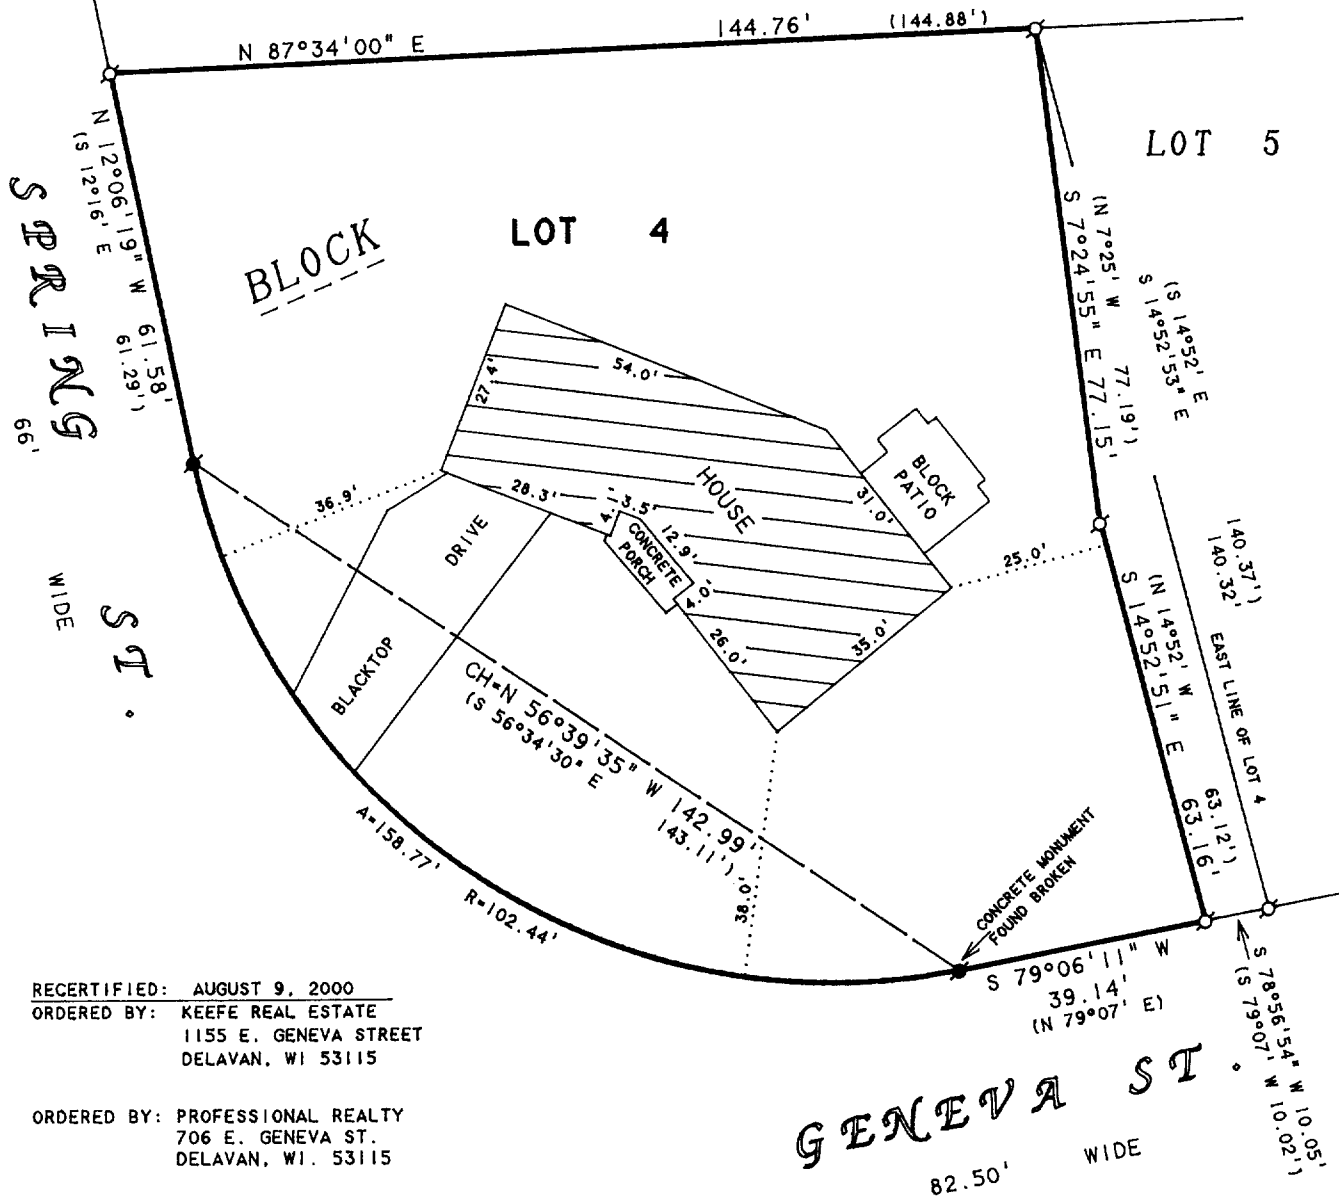 N 87°34'00" E 144.76' (144.88')
N 12°06'19" W 61.58'
(S 12°16' E 61.29')
SPRING ST.
66' WIDE
BLOCK
LOT 4
LOT 5
(N 7°25' W 77.19')
S 7°24'55" E 77.15'
(S 14°52' E 140.37')
S 14°52'53" E 140.32'
EAST LINE OF LOT 4
(N 14°52' W 63.12')
S 14°52'51" E 63.16'
54.0'
27.4'
28.3'
4.
3.5'
12.9'
4.0'
26.0'
35.0'
31.0'
HOUSE
BLOCK
PATIO
CONCRETE
PORCH
36.9'
25.0'
38.0'
DRIVE
BLACKTOP
CH=N 56°39'35" W 142.99'
(S 56°34'30" E 143.11')
A=158.77'
R=102.44'
CONCRETE MONUMENT
FOUND BROKEN
S 79°06'11" W
39.14'
(N 79°07' E)
S 78°56'54" W 10.05'
(S 79°07' W 10.02')
GENEVA ST.
82.50' WIDE
RECERTIFIED: AUGUST 9, 2000
ORDERED BY: KEEFE REAL ESTATE
1155 E. GENEVA STREET
DELAVAN, WI 53115
ORDERED BY: PROFESSIONAL REALTY
706 E. GENEVA ST.
DELAVAN, WI. 53115